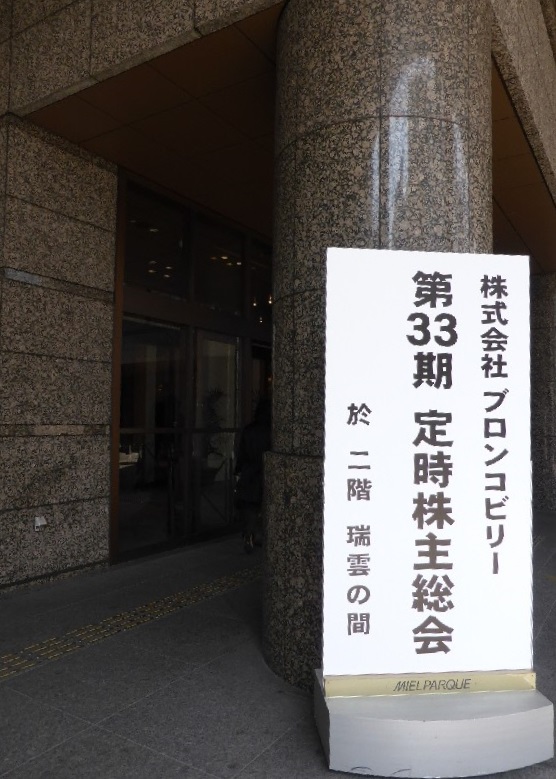 株式会社 ブロンコビリー
第33期 定時株主総会
於 二階 瑞雲の間
MIELPARQUE